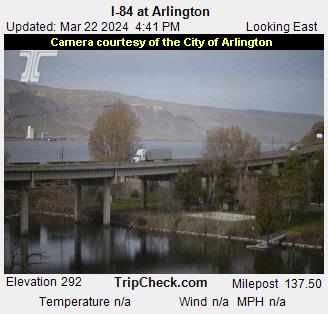 I-84 at Arlington
Updated: Mar 22 2024 4:41 PM Looking East
Camera courtesy of the City of Arlington
Elevation 292 TripCheck.com Milepost 137.50
Temperature n/a Wind n/a MPH n/a